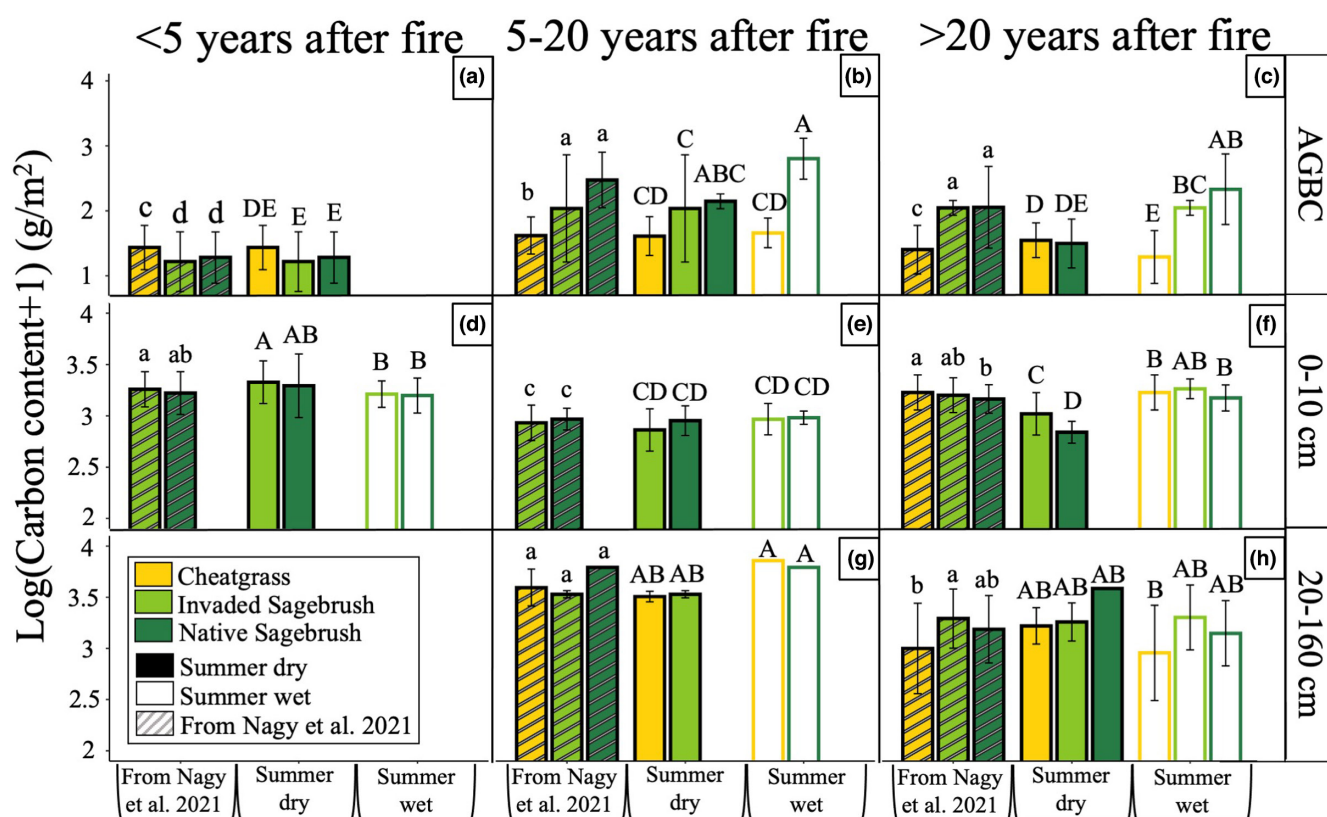 <5 years after fire
5-20 years after fire
>20 years after fire
Log(Carbon content+1) (g/m²)
4
3
2
1
(a)
c
d
d
DE
E
E
(b)
b
a
a
CD
C
ABC
CD
A
(c)
c
a
a
D
DE
E
BC
AB
AGBC
4
3.5
3
2.5
2
(d)
a
ab
A
AB
B
B
(e)
c
c
CD
CD
CD
CD
(f)
a
ab
b
C
D
B
AB
B
0-10 cm
4
3.5
3
2.5
2
Cheatgrass
Invaded Sagebrush
Native Sagebrush
Summer dry
Summer wet
From Nagy et al. 2021
(g)
a
a
a
AB
AB
A
A
(h)
b
a
ab
AB
AB
AB
B
AB
AB
20-160 cm
From Nagy
et al. 2021
Summer
dry
Summer
wet
From Nagy
et al. 2021
Summer
dry
Summer
wet
From Nagy
et al. 2021
Summer
dry
Summer
wet